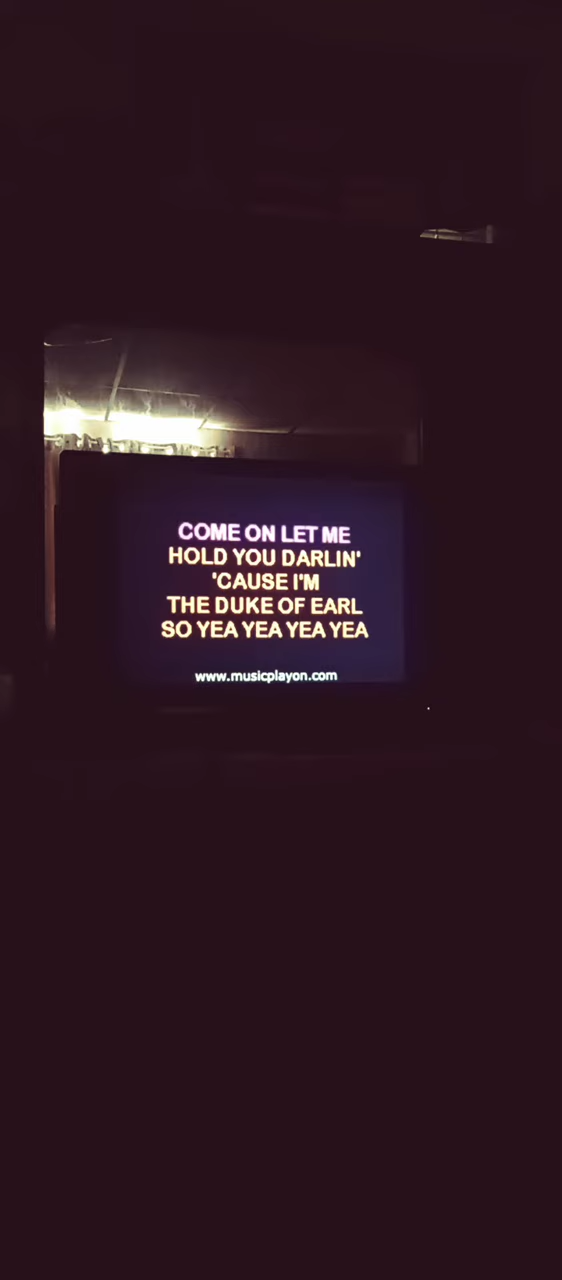 COME ON LET ME
HOLD YOU DARLIN'
'CAUSE I'M
THE DUKE OF EARL
SO YEA YEA YEA YEA
www.musicplayon.com